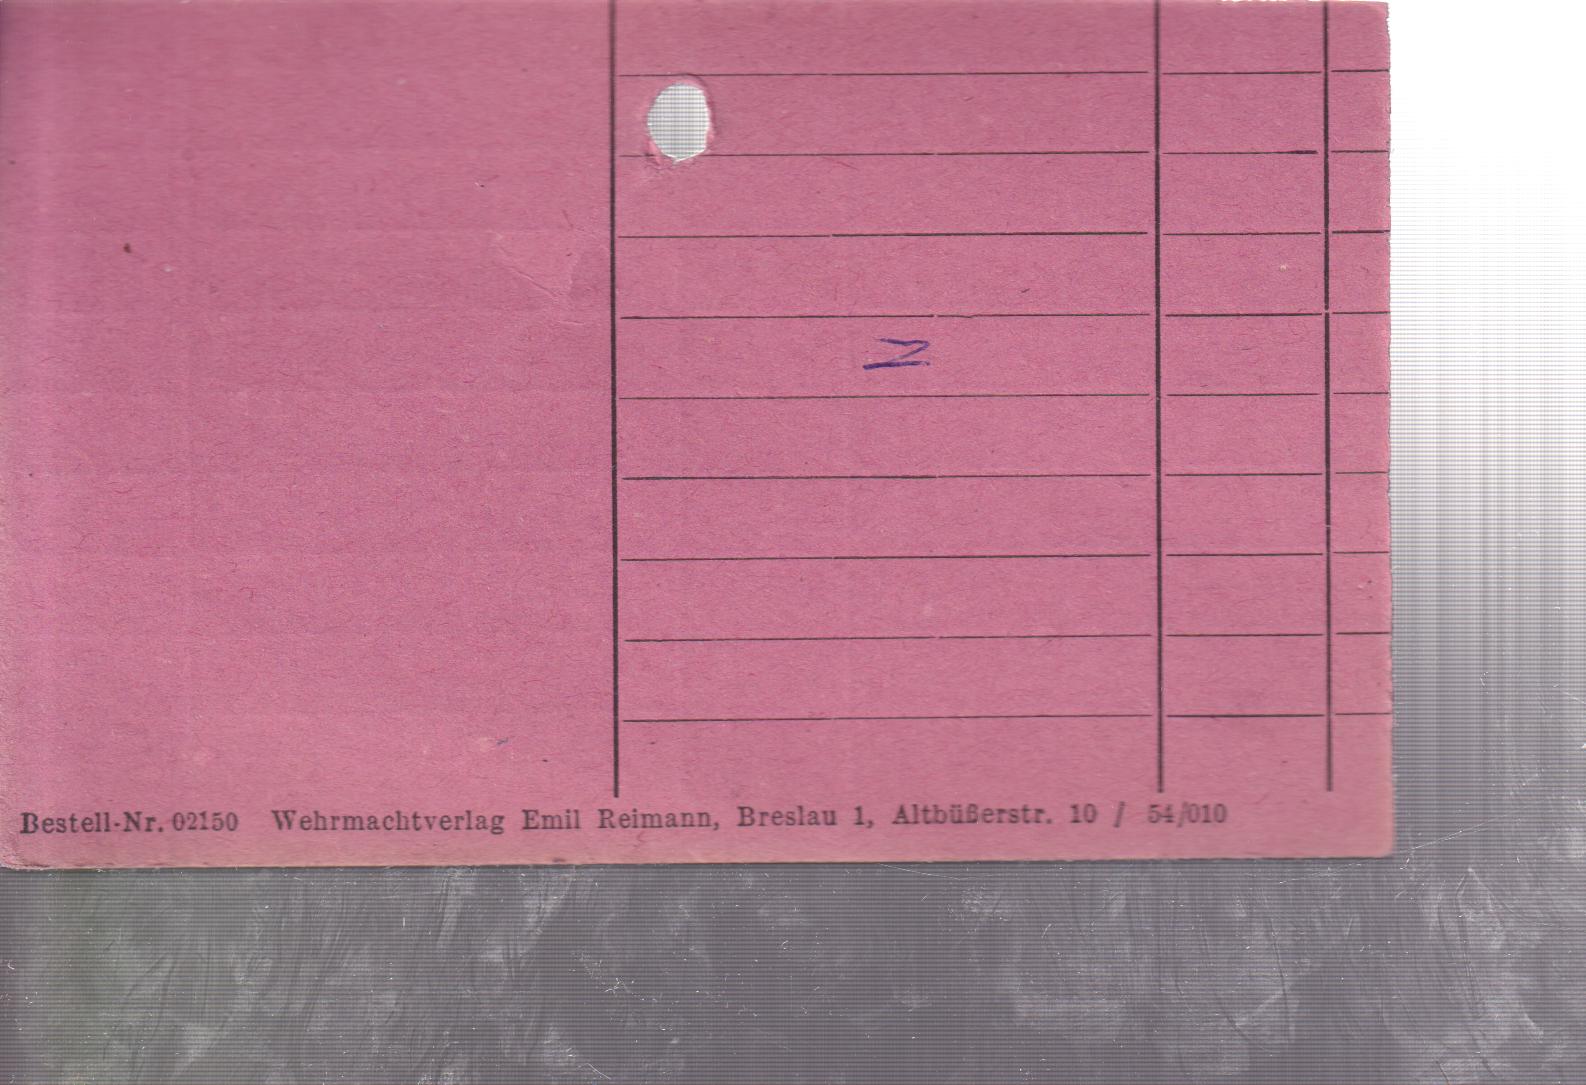 Bestell-Nr. 02150 Wehrmachtverlag Emil Reimann, Breslau 1, Altbüßerstr. 10 / 54/010